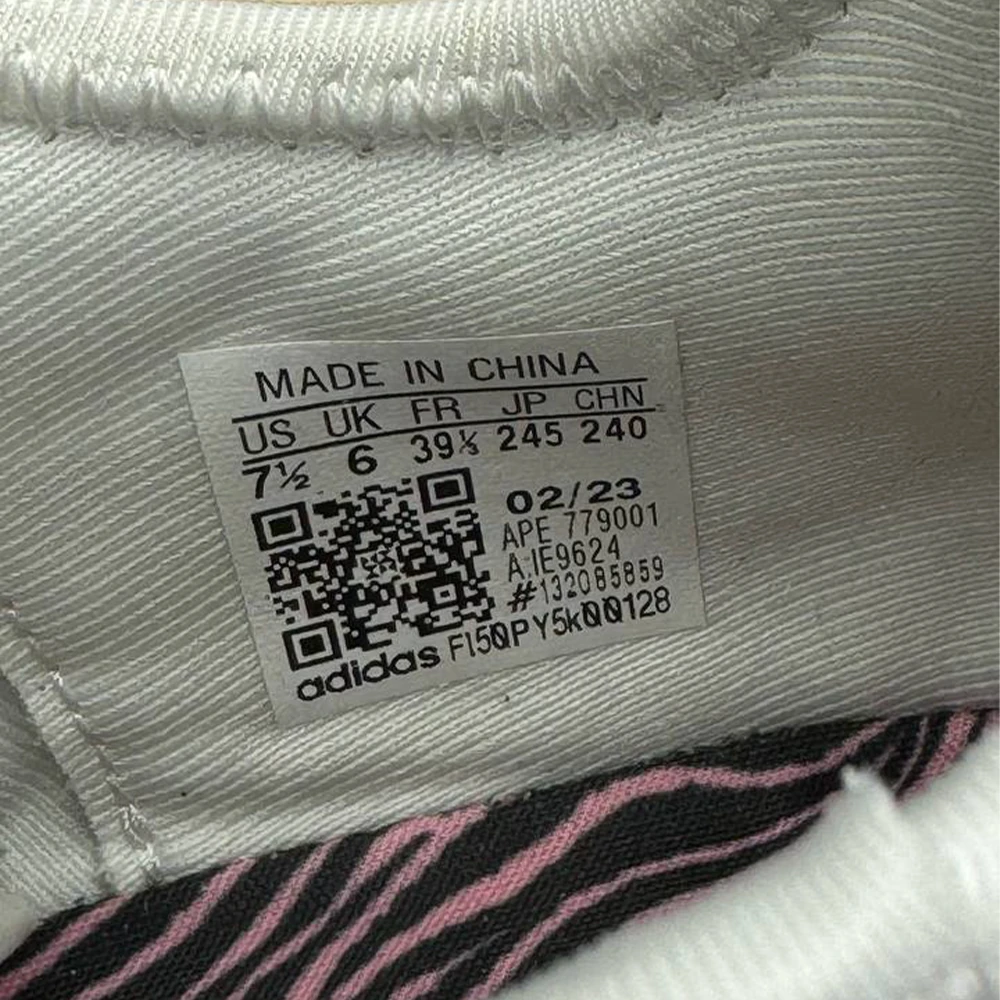 MADE IN CHINA
US UK FR JP CHN
7½ 6 39⅓ 245 240
02/23
APE 779001
A:IE9624
#132085859
adidas FI50PY5k00128